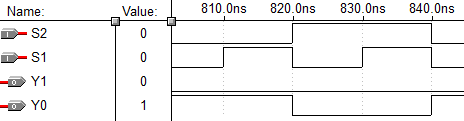 Name: Value: 810.0ns 820.0ns 830.0ns 840.0ns
I S2 0
I S1 0
O Y1 0
O Y0 1